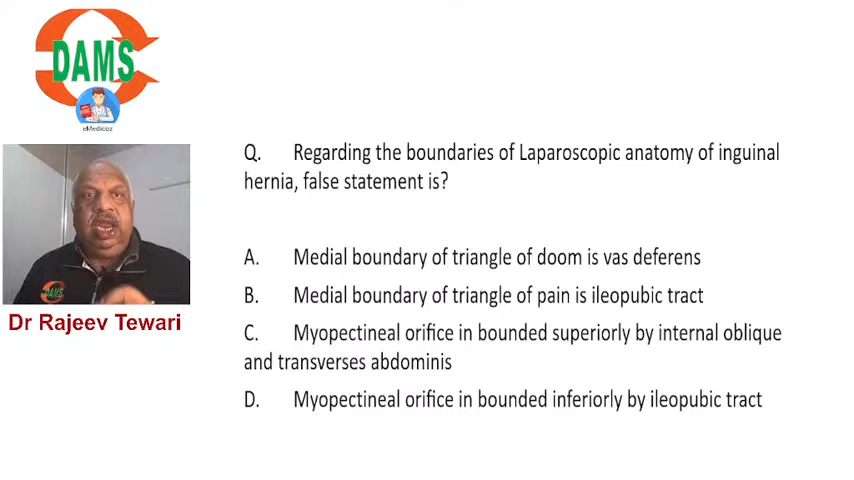 DAMS
eMedicoz
Q. Regarding the boundaries of Laparoscopic anatomy of inguinal
hernia, false statement is?
A. Medial boundary of triangle of doom is vas deferens
B. Medial boundary of triangle of pain is ileopubic tract
C. Myopectineal orifice in bounded superiorly by internal oblique
and transverses abdominis
D. Myopectineal orifice in bounded inferiorly by ileopubic tract
DAMS
Dr Rajeev Tewari